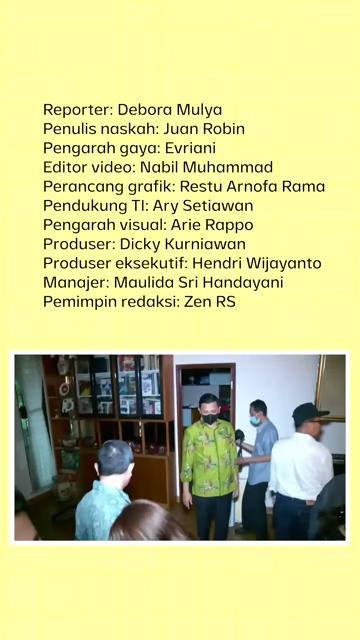 Reporter: Debora Mulya
Penulis naskah: Juan Robin
Pengarah gaya: Evriani
Editor video: Nabil Muhammad
Perancang grafik: Restu Arnofa Rama
Pendukung TI: Ary Setiawan
Pengarah visual: Arie Rappo
Produser: Dicky Kurniawan
Produser eksekutif: Hendri Wijayanto
Manajer: Maulida Sri Handayani
Pemimpin redaksi: Zen RS